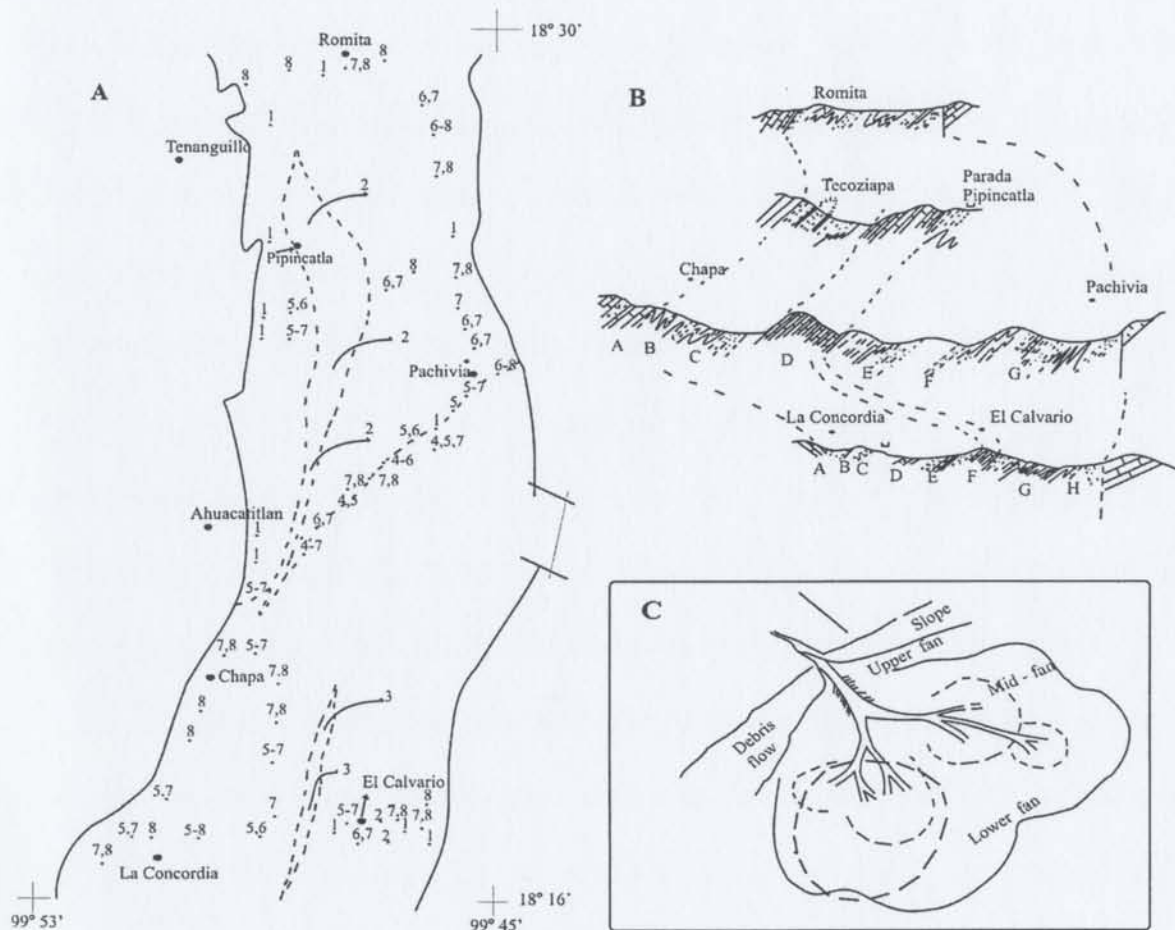 A
Romita
18° 30'
8
8
1
7,8
8
8
6,7
1
6-8
Tenanguillo
7,8
2
1
1
Pipincatla
8
7,8
6,7
1
5,6
7
1
5-7
6,7
2
Pachivia
6-8
5-7
5
1
2
5,6
4,5,7
4-6
7,8
7,8
4,5
Ahuacatitlan
1
6,7
4-7
1
5-7
7,8
5-7
Chapa
7,8
8
7,8
3
8
5-7
3
El Calvario
5,7
8
7
5-7
2
7,8
7,8
5,7
8
5-8
5,6
1
6,7
2
1
1
7,8
La Concordia
99° 53'
18° 16'
99° 45'
B
Romita
Tecoziapa
Parada
Pipincatla
Chapa
Pachivia
A
B
C
D
E
F
G
La Concordia
El Calvario
A
B
C
D
E
F
G
H
C
Slope
Upper fan
Mid - fan
Debris
flow
Lower fan